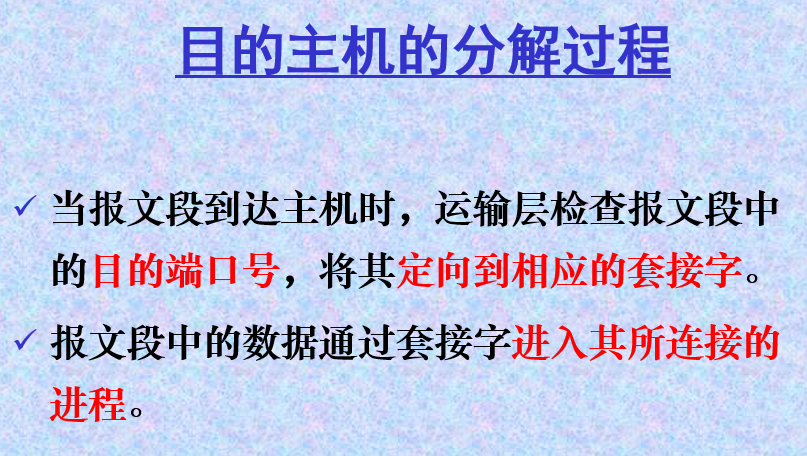 目的主机的分解过程
✓ 当报文段到达主机时，运输层检查报文段中
的目的端口号，将其定向到相应的套接字。
✓ 报文段中的数据通过套接字进入其所连接的
进程。